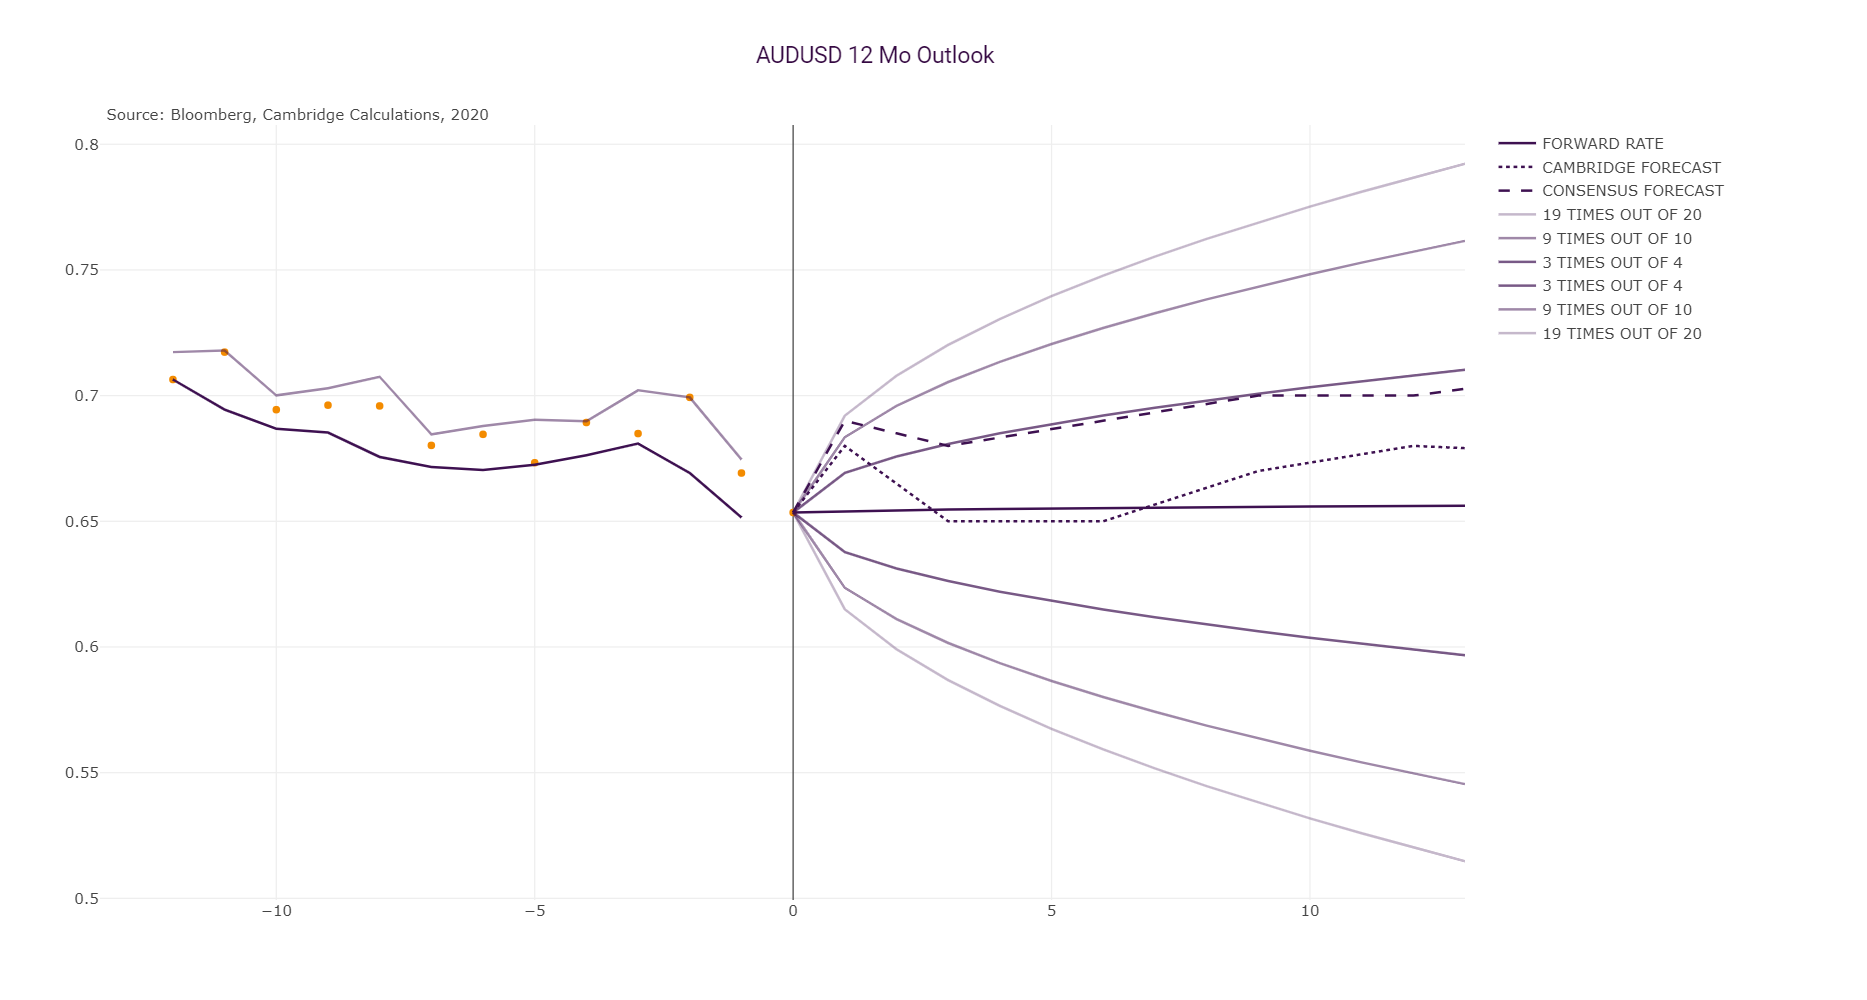 AUDUSD 12 Mo Outlook
Source: Bloomberg, Cambridge Calculations, 2020
0.8
0.75
0.7
0.65
0.6
0.55
0.5
−10
−5
0
5
10
FORWARD RATE
CAMBRIDGE FORECAST
CONSENSUS FORECAST
19 TIMES OUT OF 20
9 TIMES OUT OF 10
3 TIMES OUT OF 4
3 TIMES OUT OF 4
9 TIMES OUT OF 10
19 TIMES OUT OF 20